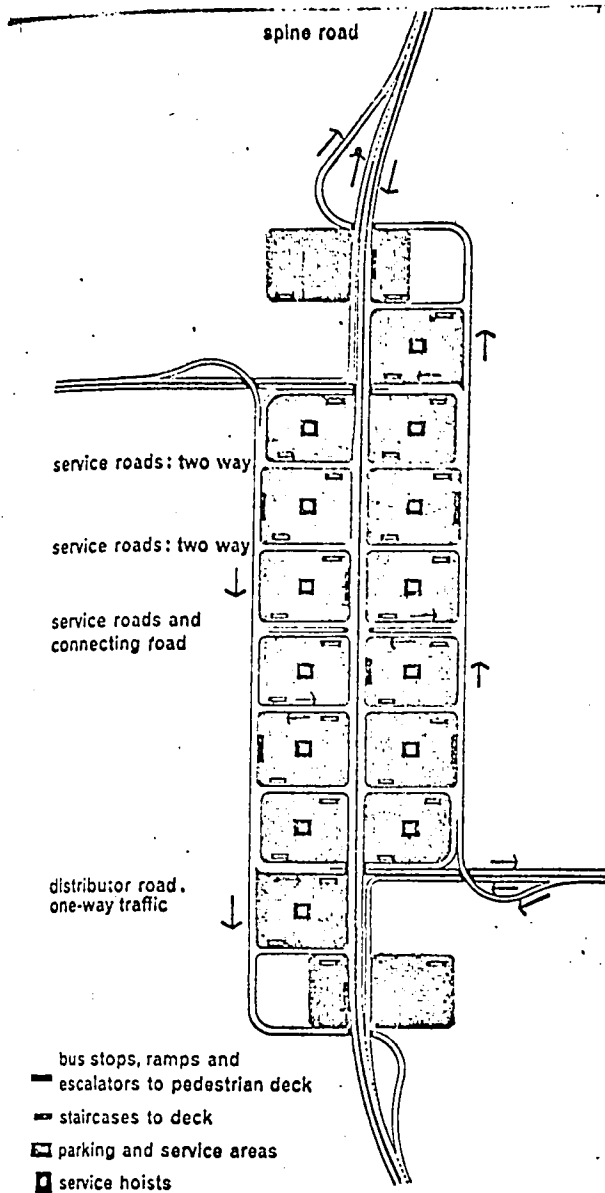 spine road
service roads: two way
service roads: two way
service roads and
connecting road
distributor road.
one-way traffic
bus stops, ramps and
escalators to pedestrian deck
staircases to deck
parking and service areas
service hoists